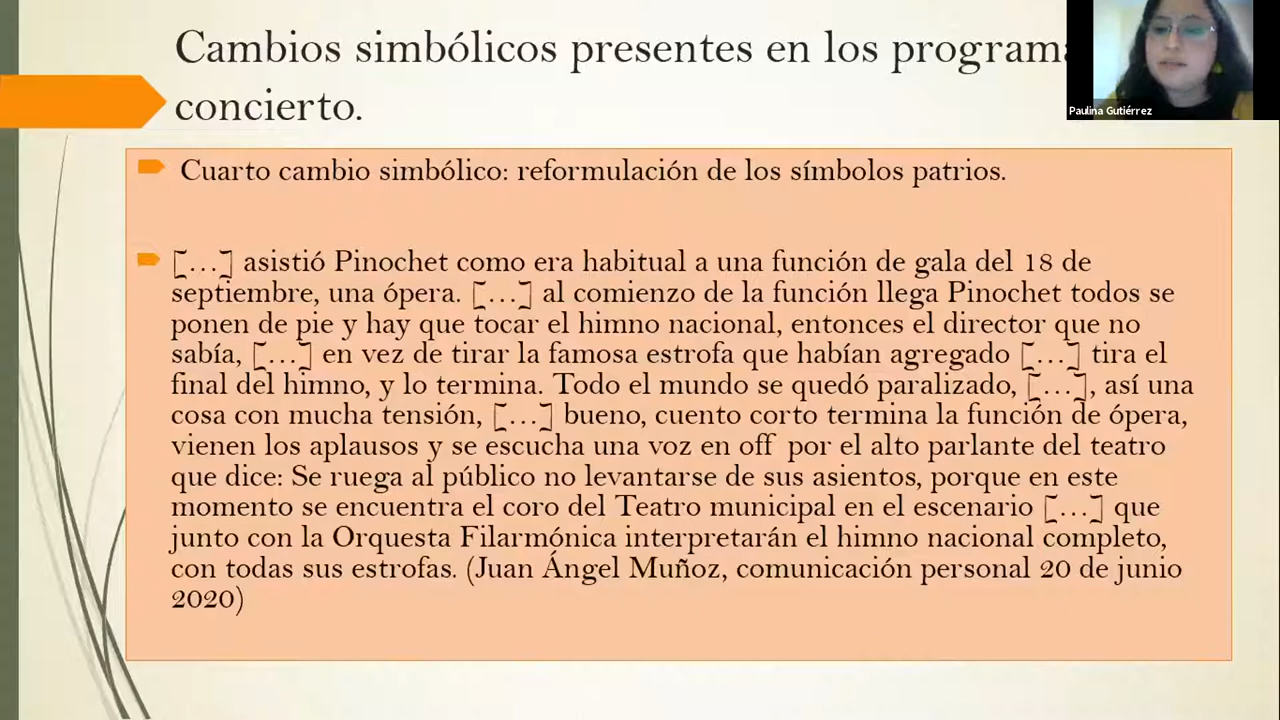 Cambios simbólicos presentes en los
concierto.
Paulina Gutiérrez
Cuarto cambio simbólico: reformulación de los símbolos patrios.
[…] asistió Pinochet como era habitual a una función de gala del 18 de
septiembre, una ópera. […] al comienzo de la función llega Pinochet todos se
ponen de pie y hay que tocar el himno nacional, entonces el director que no
sabía, […] en vez de tirar la famosa estrofa que habían agregado […] tira el
final del himno, y lo termina. Todo el mundo se quedó paralizado, […], así una
cosa con mucha tensión, […] bueno, cuento corto termina la función de ópera,
vienen los aplausos y se escucha una voz en off por el alto parlante del teatro
que dice: Se ruega al público no levantarse de sus asientos, porque en este
momento se encuentra el coro del Teatro municipal en el escenario […] que
junto con la Orquesta Filarmónica interpretarán el himno nacional completo,
con todas sus estrofas. (Juan Ángel Muñoz, comunicación personal 20 de junio
2020)